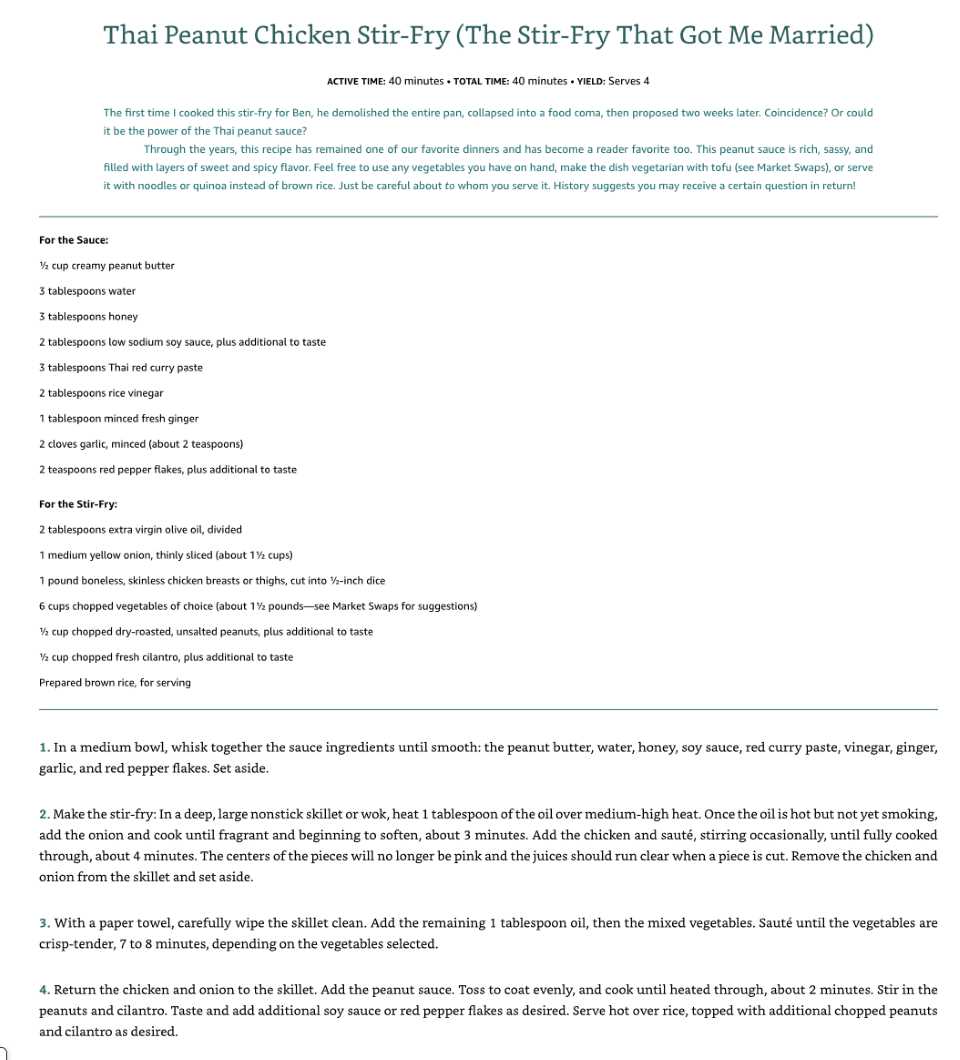 Thai Peanut Chicken Stir-Fry (The Stir-Fry That Got Me Married)
ACTIVE TIME: 40 minutes • TOTAL TIME: 40 minutes • YIELD: Serves 4
The first time I cooked this stir-fry for Ben, he demolished the entire pan, collapsed into a food coma, then proposed two weeks later. Coincidence? Or could
it be the power of the Thai peanut sauce?
Through the years, this recipe has remained one of our favorite dinners and has become a reader favorite too. This peanut sauce is rich, sassy, and
filled with layers of sweet and spicy flavor. Feel free to use any vegetables you have on hand, make the dish vegetarian with tofu (see Market Swaps), or serve
it with noodles or quinoa instead of brown rice. Just be careful about to whom you serve it. History suggests you may receive a certain question in return!
For the Sauce:
½ cup creamy peanut butter
3 tablespoons water
3 tablespoons honey
2 tablespoons low sodium soy sauce, plus additional to taste
3 tablespoons Thai red curry paste
2 tablespoons rice vinegar
1 tablespoon minced fresh ginger
2 cloves garlic, minced (about 2 teaspoons)
2 teaspoons red pepper flakes, plus additional to taste
For the Stir-Fry:
2 tablespoons extra virgin olive oil, divided
1 medium yellow onion, thinly sliced (about 1½ cups)
1 pound boneless, skinless chicken breasts or thighs, cut into ½-inch dice
6 cups chopped vegetables of choice (about 1½ pounds—see Market Swaps for suggestions)
½ cup chopped dry-roasted, unsalted peanuts, plus additional to taste
½ cup chopped fresh cilantro, plus additional to taste
Prepared brown rice, for serving
1. In a medium bowl, whisk together the sauce ingredients until smooth: the peanut butter, water, honey, soy sauce, red curry paste, vinegar, ginger,
garlic, and red pepper flakes. Set aside.
2. Make the stir-fry: In a deep, large nonstick skillet or wok, heat 1 tablespoon of the oil over medium-high heat. Once the oil is hot but not yet smoking,
add the onion and cook until fragrant and beginning to soften, about 3 minutes. Add the chicken and sauté, stirring occasionally, until fully cooked
through, about 4 minutes. The centers of the pieces will no longer be pink and the juices should run clear when a piece is cut. Remove the chicken and
onion from the skillet and set aside.
3. With a paper towel, carefully wipe the skillet clean. Add the remaining 1 tablespoon oil, then the mixed vegetables. Sauté until the vegetables are
crisp-tender, 7 to 8 minutes, depending on the vegetables selected.
4. Return the chicken and onion to the skillet. Add the peanut sauce. Toss to coat evenly, and cook until heated through, about 2 minutes. Stir in the
peanuts and cilantro. Taste and add additional soy sauce or red pepper flakes as desired. Serve hot over rice, topped with additional chopped peanuts
and cilantro as desired.